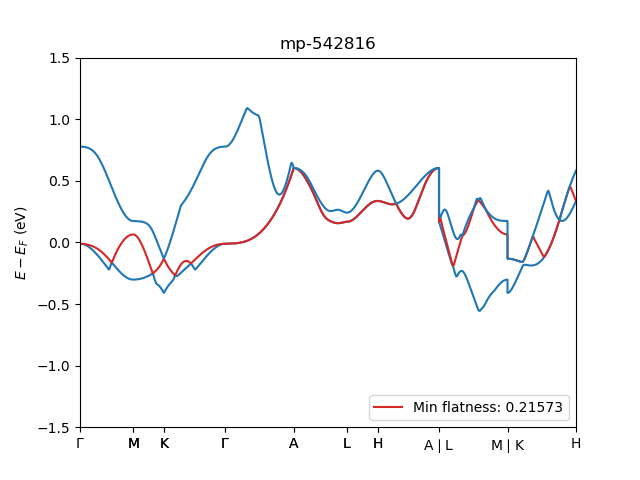 mp-542816
1.5
1.0
0.5
0.0
−0.5
−1.0
−1.5
E − E_F (eV)
Γ M K Γ A L H A | L M | K H
Min flatness: 0.21573